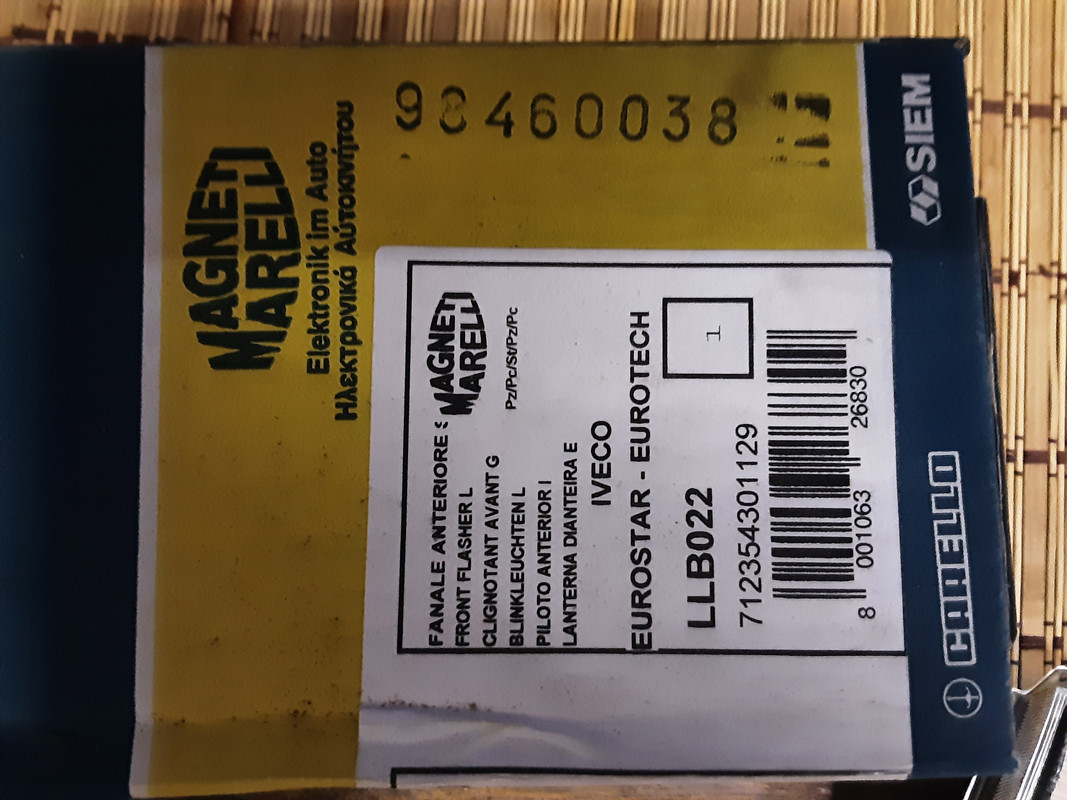 MAGNETI
MARELLI
Elektronik im Auto
Ηλεκτρονικά Αύτοκινήτου
98460038
MAGNETI
MARELLI
Pz/Pc/St/Pz/Pc
FANALE ANTERIORE S
FRONT FLASHER L
CLIGNOTANT AVANT G
BLINKLEUCHTEN L
PILOTO ANTERIOR I
LANTERNA DIANTEIRA E
IVECO
EUROSTAR - EUROTECH
1
LLB022
712354301129
8 001063 26830
CARELLO
SIEM